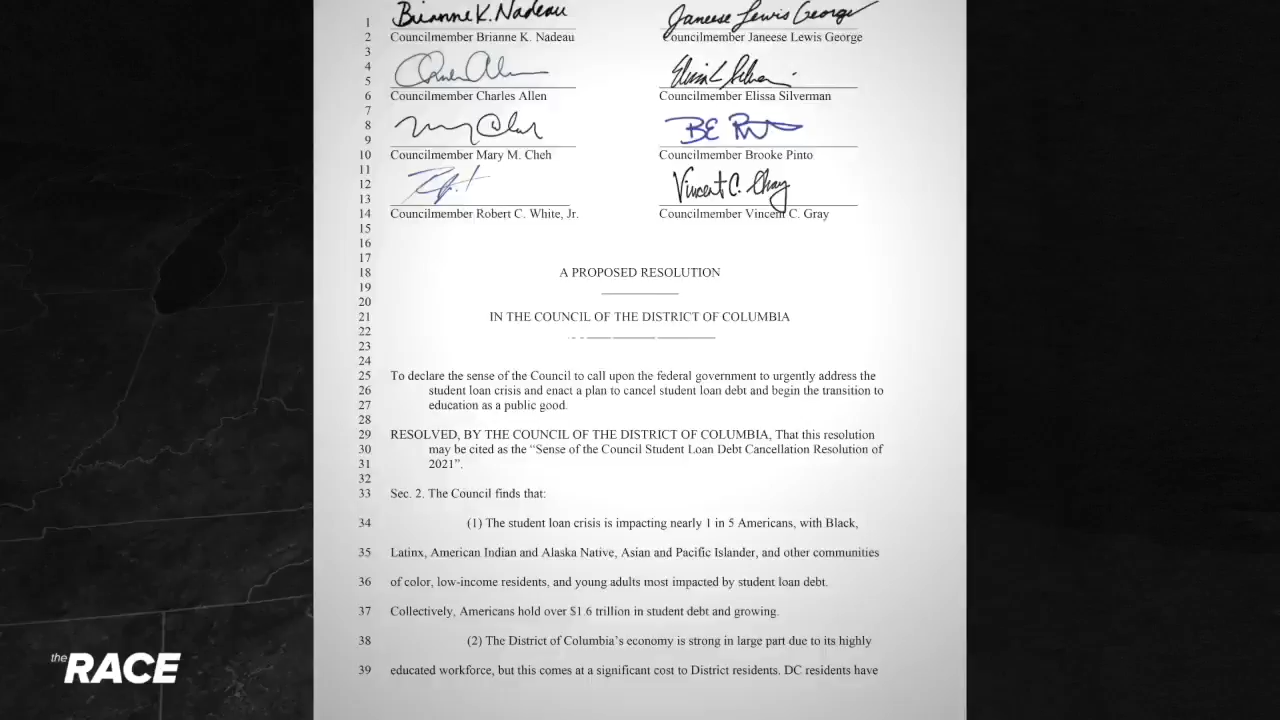 Brianne K. Nadeau Janeese Lewis George
1
2 Councilmember Brianne K. Nadeau Councilmember Janeese Lewis George
3
4
5
6 Councilmember Charles Allen Councilmember Elissa Silverman
7
8 BE
9
10 Councilmember Mary M. Cheh Councilmember Brooke Pinto
11
12 Vincent C. Gray
13
14 Councilmember Robert C. White, Jr. Councilmember Vincent C. Gray
15
16
17
18 A PROPOSED RESOLUTION
19
20
21 IN THE COUNCIL OF THE DISTRICT OF COLUMBIA
22
23
24
25 To declare the sense of the Council to call upon the federal government to urgently address the
26 student loan crisis and enact a plan to cancel student loan debt and begin the transition to
27 education as a public good.
28
29 RESOLVED, BY THE COUNCIL OF THE DISTRICT OF COLUMBIA, That this resolution
30 may be cited as the “Sense of the Council Student Loan Debt Cancellation Resolution of
31 2021”.
32
33 Sec. 2. The Council finds that:
34 (1) The student loan crisis is impacting nearly 1 in 5 Americans, with Black,
35 Latinx, American Indian and Alaska Native, Asian and Pacific Islander, and other communities
36 of color, low-income residents, and young adults most impacted by student loan debt.
37 Collectively, Americans hold over $1.6 trillion in student debt and growing.
38 (2) The District of Columbia’s economy is strong in large part due to its highly
39 educated workforce, but this comes at a significant cost to District residents. DC residents have
the RACE